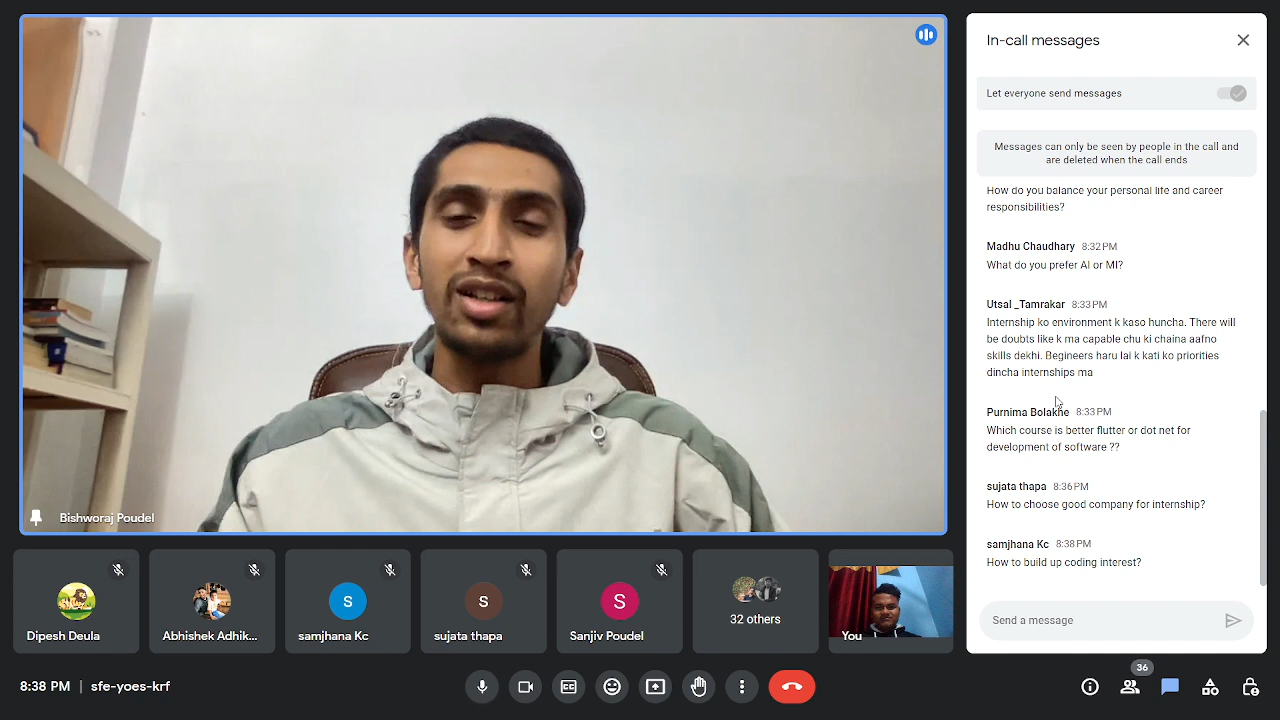 Bishworaj Poudel
Dipesh Deula
Abhishek Adhik...
S
samjhana Kc
S
sujata thapa
S
Sanjiv Poudel
32 others
You
8:38 PM | sfe-yoes-krf
In-call messages
Let everyone send messages
Messages can only be seen by people in the call and
are deleted when the call ends
How do you balance your personal life and career
responsibilities?
Madhu Chaudhary 8:32 PM
What do you prefer AI or Ml?
Utsal _Tamrakar 8:33 PM
Internship ko environment k kaso huncha. There will
be doubts like k ma capable chu ki chaina aafno
skills dekhi. Begineers haru lai k kati ko priorities
dincha internships ma
Purnima Bolakhe 8:33 PM
Which course is better flutter or dot net for
development of software ??
sujata thapa 8:36 PM
How to choose good company for internship?
samjhana Kc 8:38 PM
How to build up coding interest?
Send a message
36